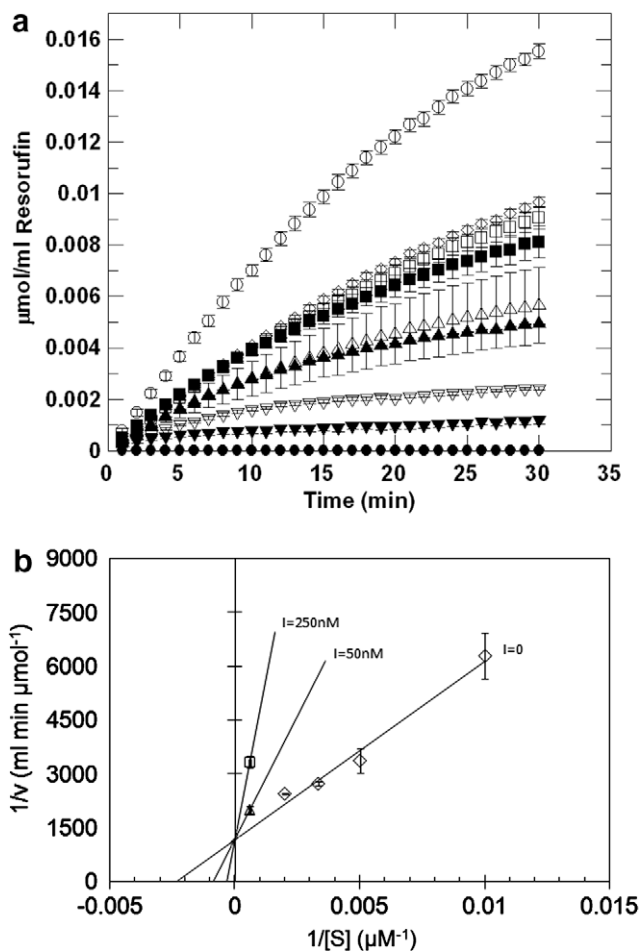 a
0.016
0.014
0.012
0.01
0.008
0.006
0.004
0.002
0
µmol/ml Resorufin
0 5 10 15 20 25 30 35
Time (min)
b
9000
7500
6000
4500
3000
1500
0
1/v (ml min µmol⁻¹)
I=250nM
I=50nM
I=0
-0.005 0 0.005 0.01 0.015
1/[S] (µM⁻¹)